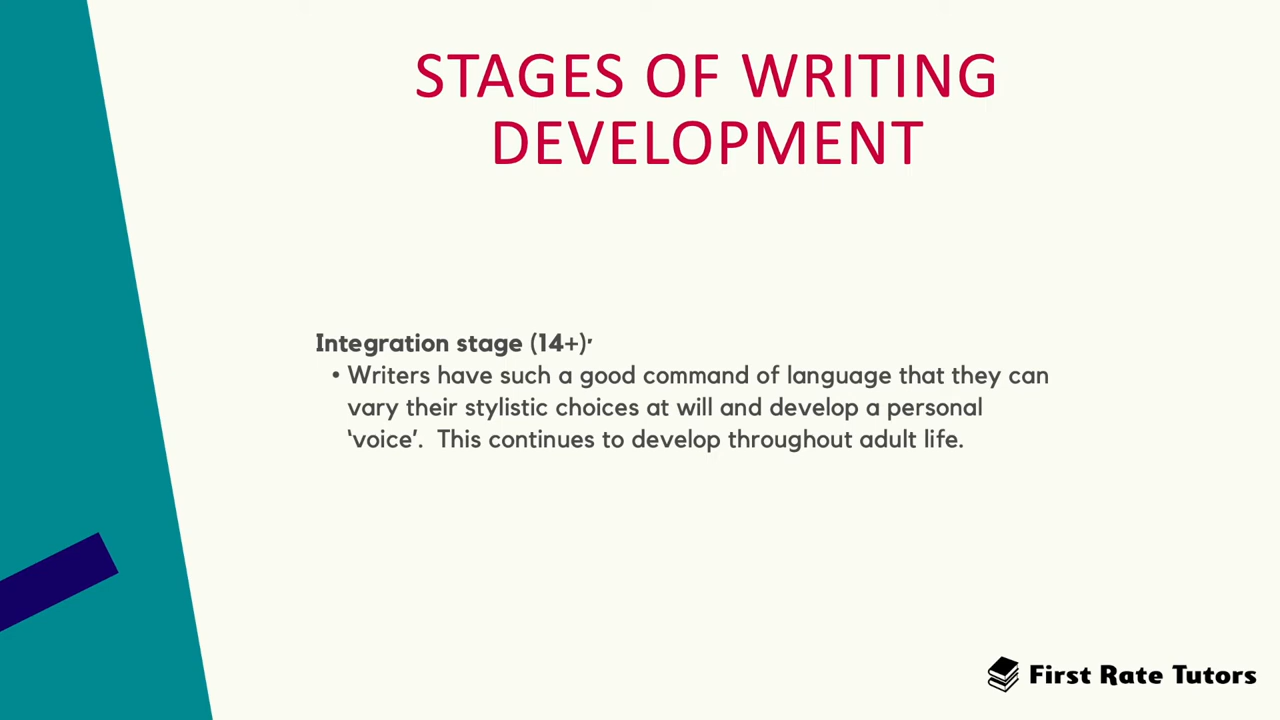 STAGES OF WRITING
DEVELOPMENT
Integration stage (14+):
• Writers have such a good command of language that they can
vary their stylistic choices at will and develop a personal
‘voice’.  This continues to develop throughout adult life.
First Rate Tutors